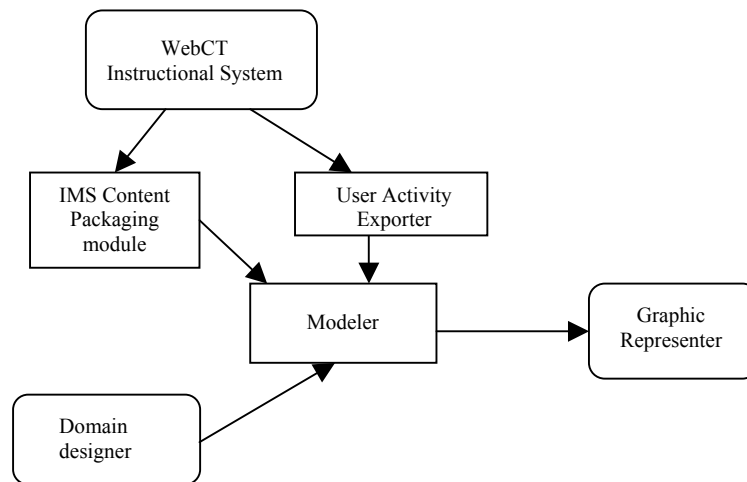 WebCT
Instructional System
IMS Content
Packaging
module
User Activity
Exporter
Modeler
Graphic
Representer
Domain
designer